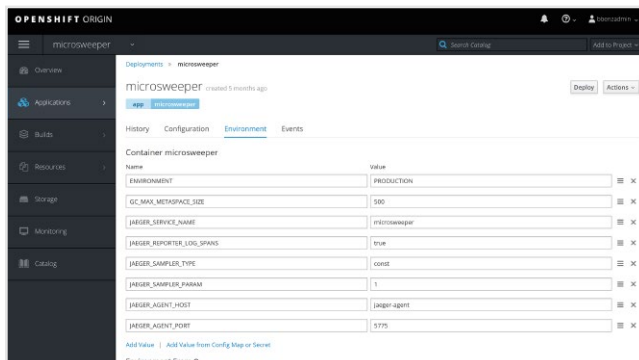 OPENSHIFT ORIGIN
bbonzadmin
microsweeper
Search Catalog
Add to Project
Overview
Applications
Builds
Resources
Storage
Monitoring
Catalog
Deployments » microsweeper
microsweeper created 5 months ago
Deploy Actions
app microsweeper
History Configuration Environment Events
Container microsweeper
Name Value
ENVIRONMENT PRODUCTION
GC_MAX_METASPACE_SIZE 500
JAEGER_SERVICE_NAME microsweeper
JAEGER_REPORTER_LOG_SPANS true
JAEGER_SAMPLER_TYPE const
JAEGER_SAMPLER_PARAM 1
JAEGER_AGENT_HOST jaeger-agent
JAEGER_AGENT_PORT 5775
Add Value | Add Value from Config Map or Secret